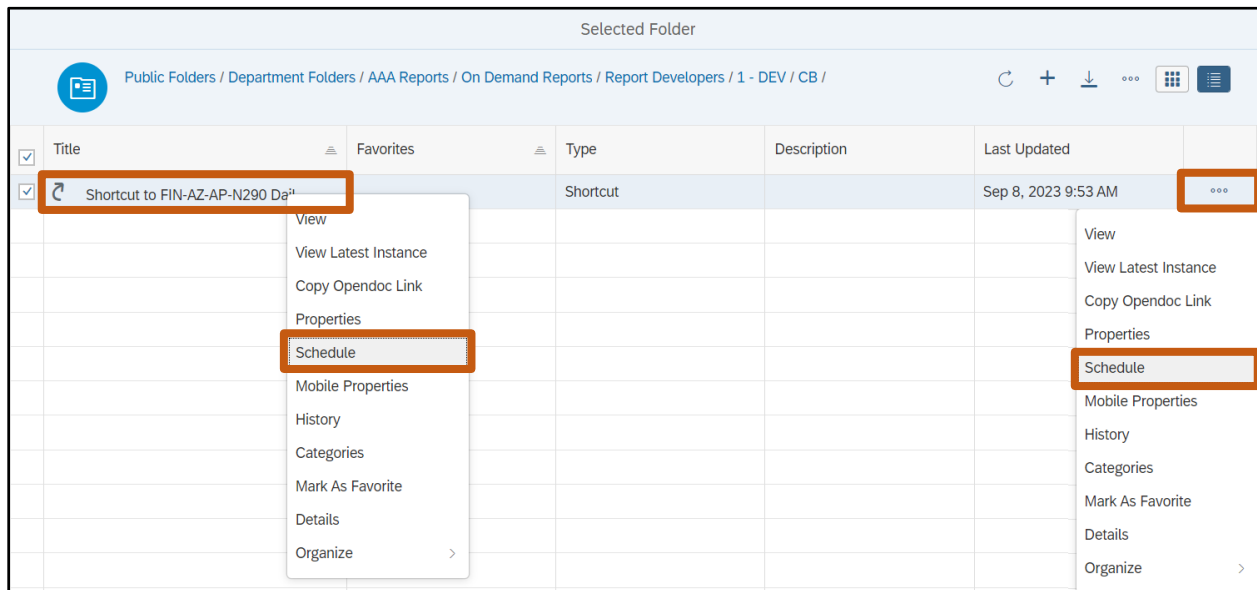 Selected Folder
Public Folders / Department Folders / AAA Reports / On Demand Reports / Report Developers / 1 - DEV / CB /
Title Favorites Type Description Last Updated
Shortcut to FIN-AZ-AP-N290 Shortcut Sep 8, 2023 9:53 AM
View
View Latest Instance
Copy Opendoc Link
Properties
Schedule
Mobile Properties
History
Categories
Mark As Favorite
Details
Organize
View
View Latest Instance
Copy Opendoc Link
Properties
Schedule
Mobile Properties
History
Categories
Mark As Favorite
Details
Organize